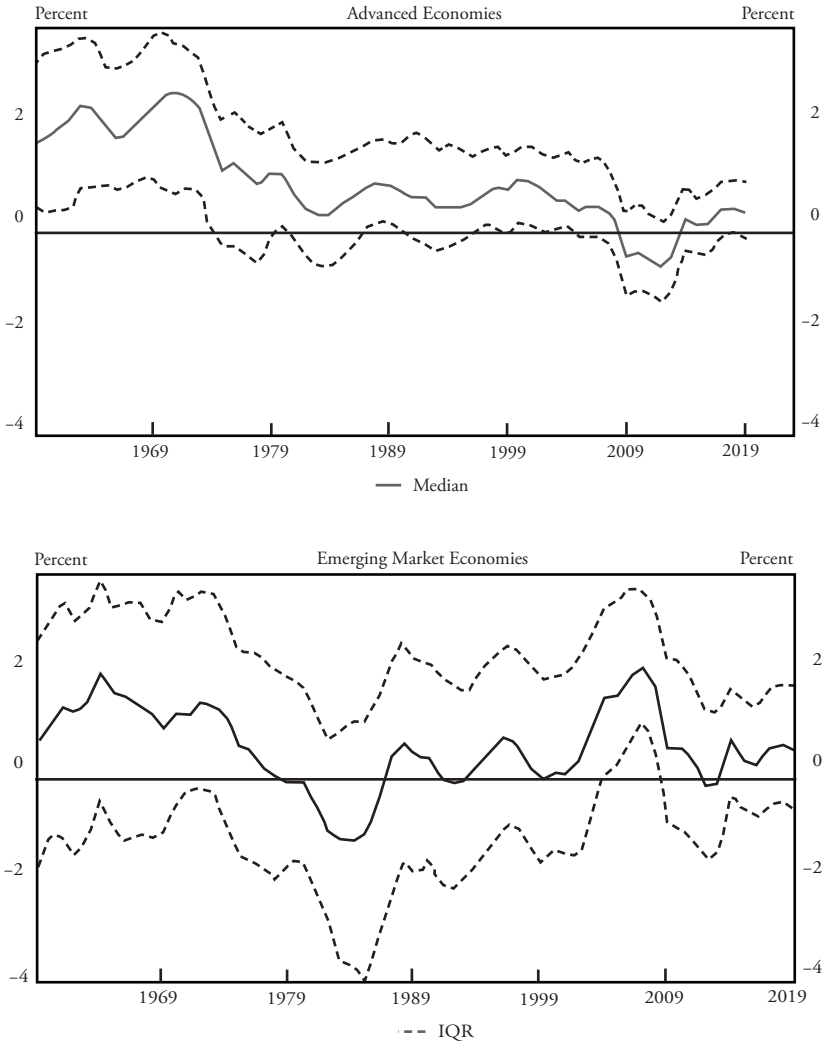 Percent Advanced Economies Percent
2 2
0 0
–2 –2
–4 –4
1969 1979 1989 1999 2009 2019
Median
Percent Emerging Market Economies Percent
2 2
0 0
–2 –2
–4 –4
1969 1979 1989 1999 2009 2019
IQR